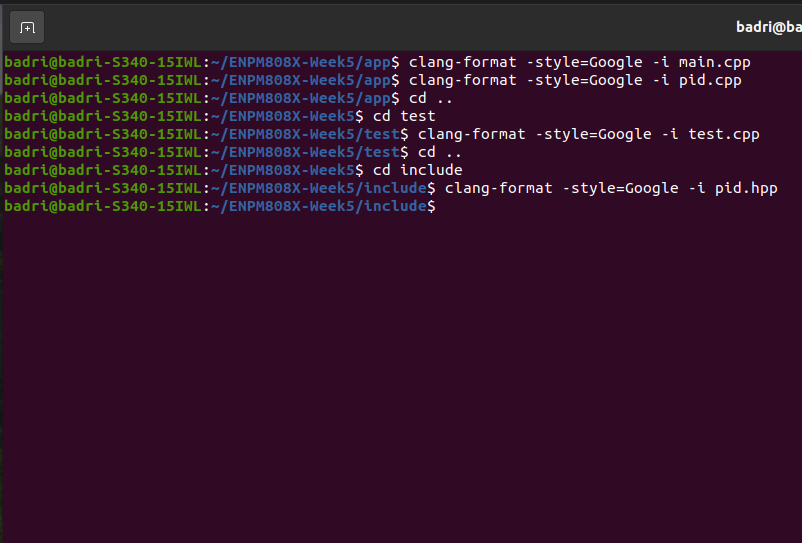 badri@ba
badri@badri-S340-15IWL:~/ENPM808X-Week5/app$ clang-format -style=Google -i main.cpp
badri@badri-S340-15IWL:~/ENPM808X-Week5/app$ clang-format -style=Google -i pid.cpp
badri@badri-S340-15IWL:~/ENPM808X-Week5/app$ cd ..
badri@badri-S340-15IWL:~/ENPM808X-Week5$ cd test
badri@badri-S340-15IWL:~/ENPM808X-Week5/test$ clang-format -style=Google -i test.cpp
badri@badri-S340-15IWL:~/ENPM808X-Week5/test$ cd ..
badri@badri-S340-15IWL:~/ENPM808X-Week5$ cd include
badri@badri-S340-15IWL:~/ENPM808X-Week5/include$ clang-format -style=Google -i pid.hpp
badri@badri-S340-15IWL:~/ENPM808X-Week5/include$